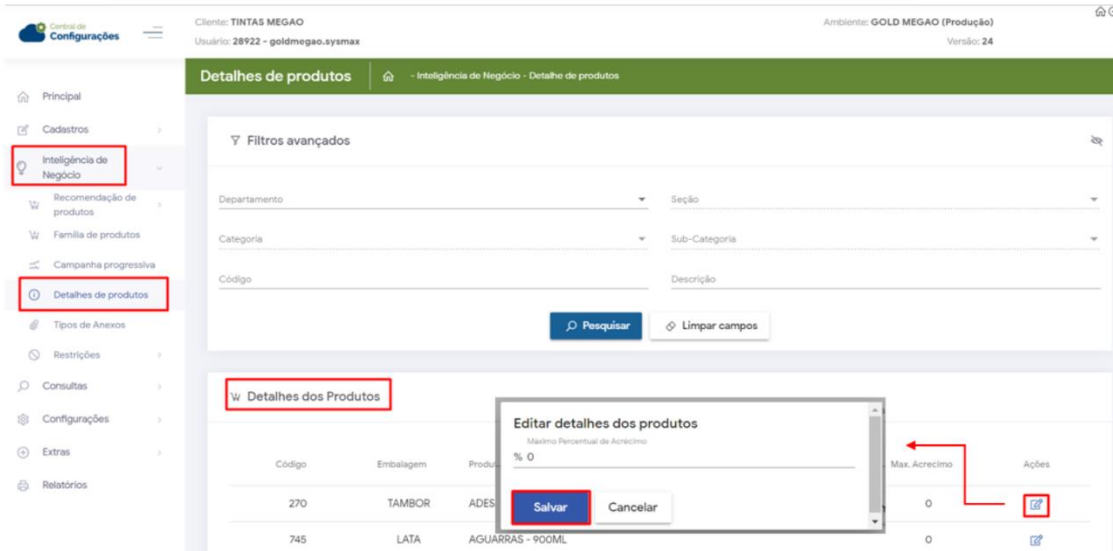 Central de
Configurações
Cliente: TINTAS MEGAO
Usuário: 28922 - goldmegao.sysmax
Ambiente: GOLD MEGAO (Produção)
Versão: 24
Detalhes de produtos
- Inteligência de Negócio - Detalhe de produtos
Principal
Cadastros
Inteligência de
Negócio
Recomendação de
produtos
Família de produtos
Campanha progressiva
Detalhes de produtos
Tipos de Anexos
Restrições
Consultas
Configurações
Extras
Relatórios
Filtros avançados
Departamento
Seção
Categoria
Sub-Categoria
Código
Descrição
Pesquisar
Limpar campos
Detalhes dos Produtos
Editar detalhes dos produtos
Máximo Percentual de Acrécimo
% 0
Salvar
Cancelar
Código Embalagem Max. Acrecimo Ações
270 TAMBOR ADES 0
745 LATA AGUARRAS - 900ML 0